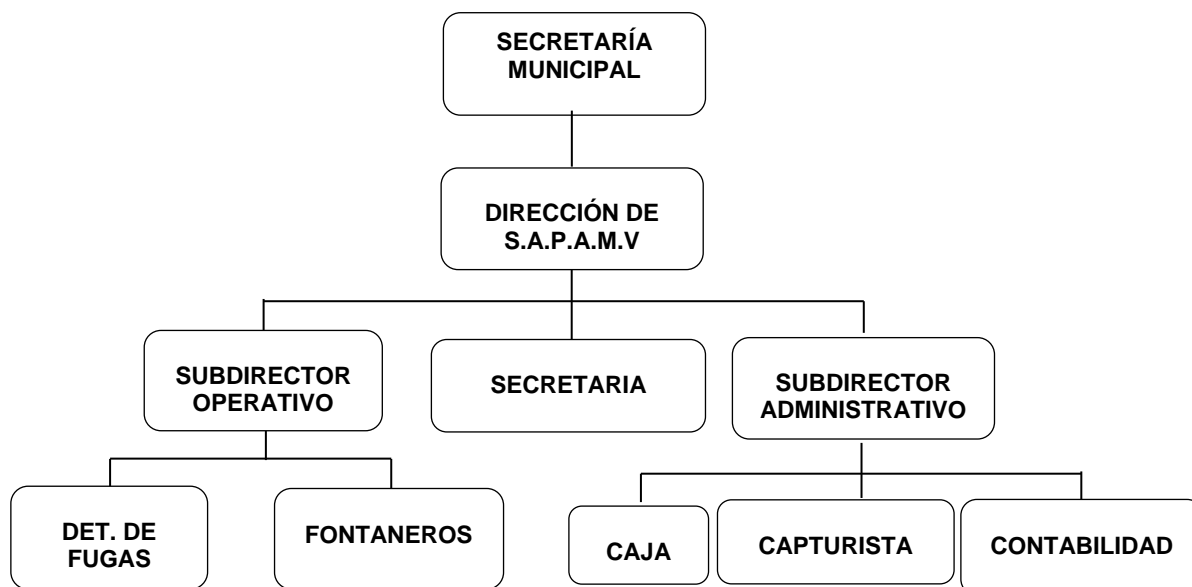 SECRETARÍA
MUNICIPAL
DIRECCIÓN DE
S.A.P.A.M.V
SUBDIRECTOR
OPERATIVO
SECRETARIA
SUBDIRECTOR
ADMINISTRATIVO
DET. DE
FUGAS
FONTANEROS
CAJA
CAPTURISTA
CONTABILIDAD